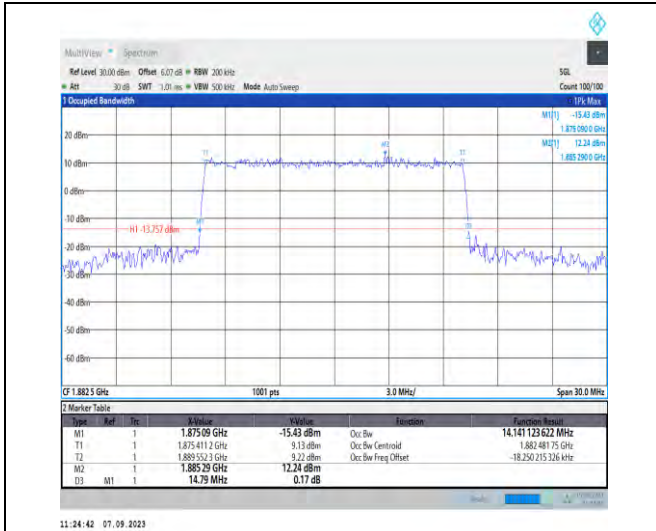 MultiView Spectrum
Ref Level 30.00 dBm Offset 6.07 dB RBW 200 kHz SGL
Att 30 dB SWT 1.01 ms VBW 500 kHz Mode Auto Sweep Count 100/100
1 Occupied Bandwidth 1Pk Max
M1[1] -15.43 dBm
1.875 090 0 GHz
20 dBm
M2[1] 12.24 dBm
1.885 290 0 GHz
M2
T1 T2
10 dBm
0 dBm
-10 dBm
M1
H1 -13.757 dBm
D3
-20 dBm
-30 dBm
-40 dBm
-50 dBm
-60 dBm
CF 1.882 5 GHz 1001 pts 3.0 MHz/ Span 30.0 MHz
2 Marker Table
Type Ref Trc X-Value Y-Value Function Function Result
M1 1 1.875 09 GHz -15.43 dBm Occ Bw 14.141 123 622 MHz
T1 1 1.875 411 2 GHz 9.13 dBm Occ Bw Centroid 1.882 481 75 GHz
T2 1 1.889 552 3 GHz 9.22 dBm Occ Bw Freq Offset -18.250 215 326 kHz
M2 1 1.885 29 GHz 12.24 dBm
D3 M1 1 14.79 MHz 0.17 dB
11:24:42 07.09.2023